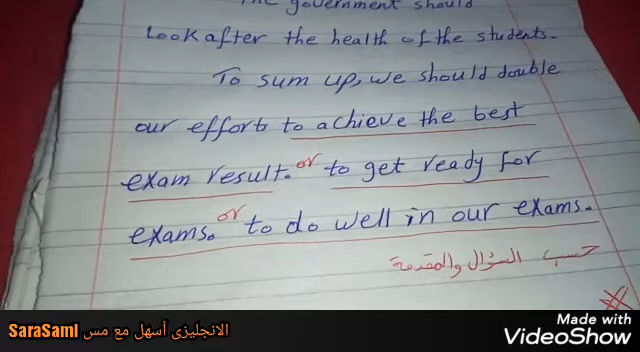 The government should
Look after the health of the students.
To sum up, we should double
our efforts to achieve the best
exam result. or to get ready for
exams. or to do well in our exams.
حسب السؤال والمقدمة
الانجليزى أسهل مع مس SaraSamI
Made with
VideoShow